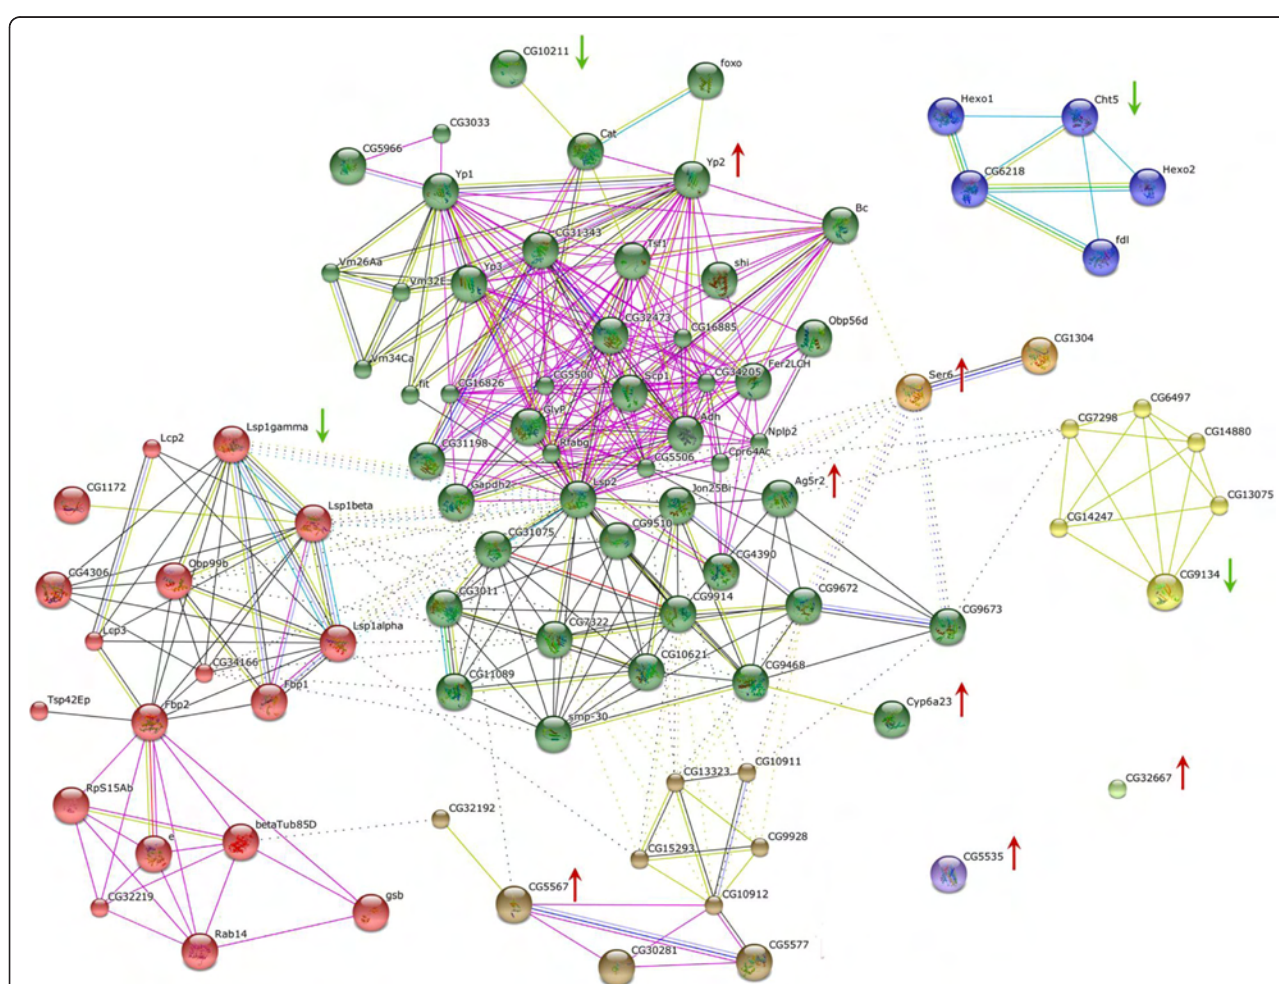 CG10211
foxo
CG3033
Cat
CG5966
Yp1
Yp2
Hexo1
Cht5
CG6218
Hexo2
fdl
Bc
CG31343
Tsf1
shi
Vm26Aa
Vm32E
Yp3
CG32473
CG16885
Obp56d
CG1304
Vm34Ca
fit
CG16826
CG5500
Scp1
CG34205
Fer2LCH
Ser6
CG6497
CG7298
CG14880
GlyP
Adh
Nplp2
Lcp2
Lsp1gamma
CG31198
Rfabg
CG5506
Cpr64Ac
CG1172
Gapdh2
Lsp2
Jon25Bi
Ag5r2
CG13075
CG14247
Lsp1beta
CG31075
CG9510
CG4306
Obp99b
CG4390
CG9134
CG3011
CG9914
CG9672
CG9673
Lcp3
Lsp1alpha
CG7322
CG34166
CG11089
CG10621
CG9468
Fbp1
Tsp42Ep
Fbp2
smp-30
Cyp6a23
CG13323
CG10911
CG32667
RpS15Ab
betaTub85D
e
CG32192
CG15293
CG9928
CG5535
CG32219
CG5567
CG10912
gsb
Rab14
CG30281
CG5577